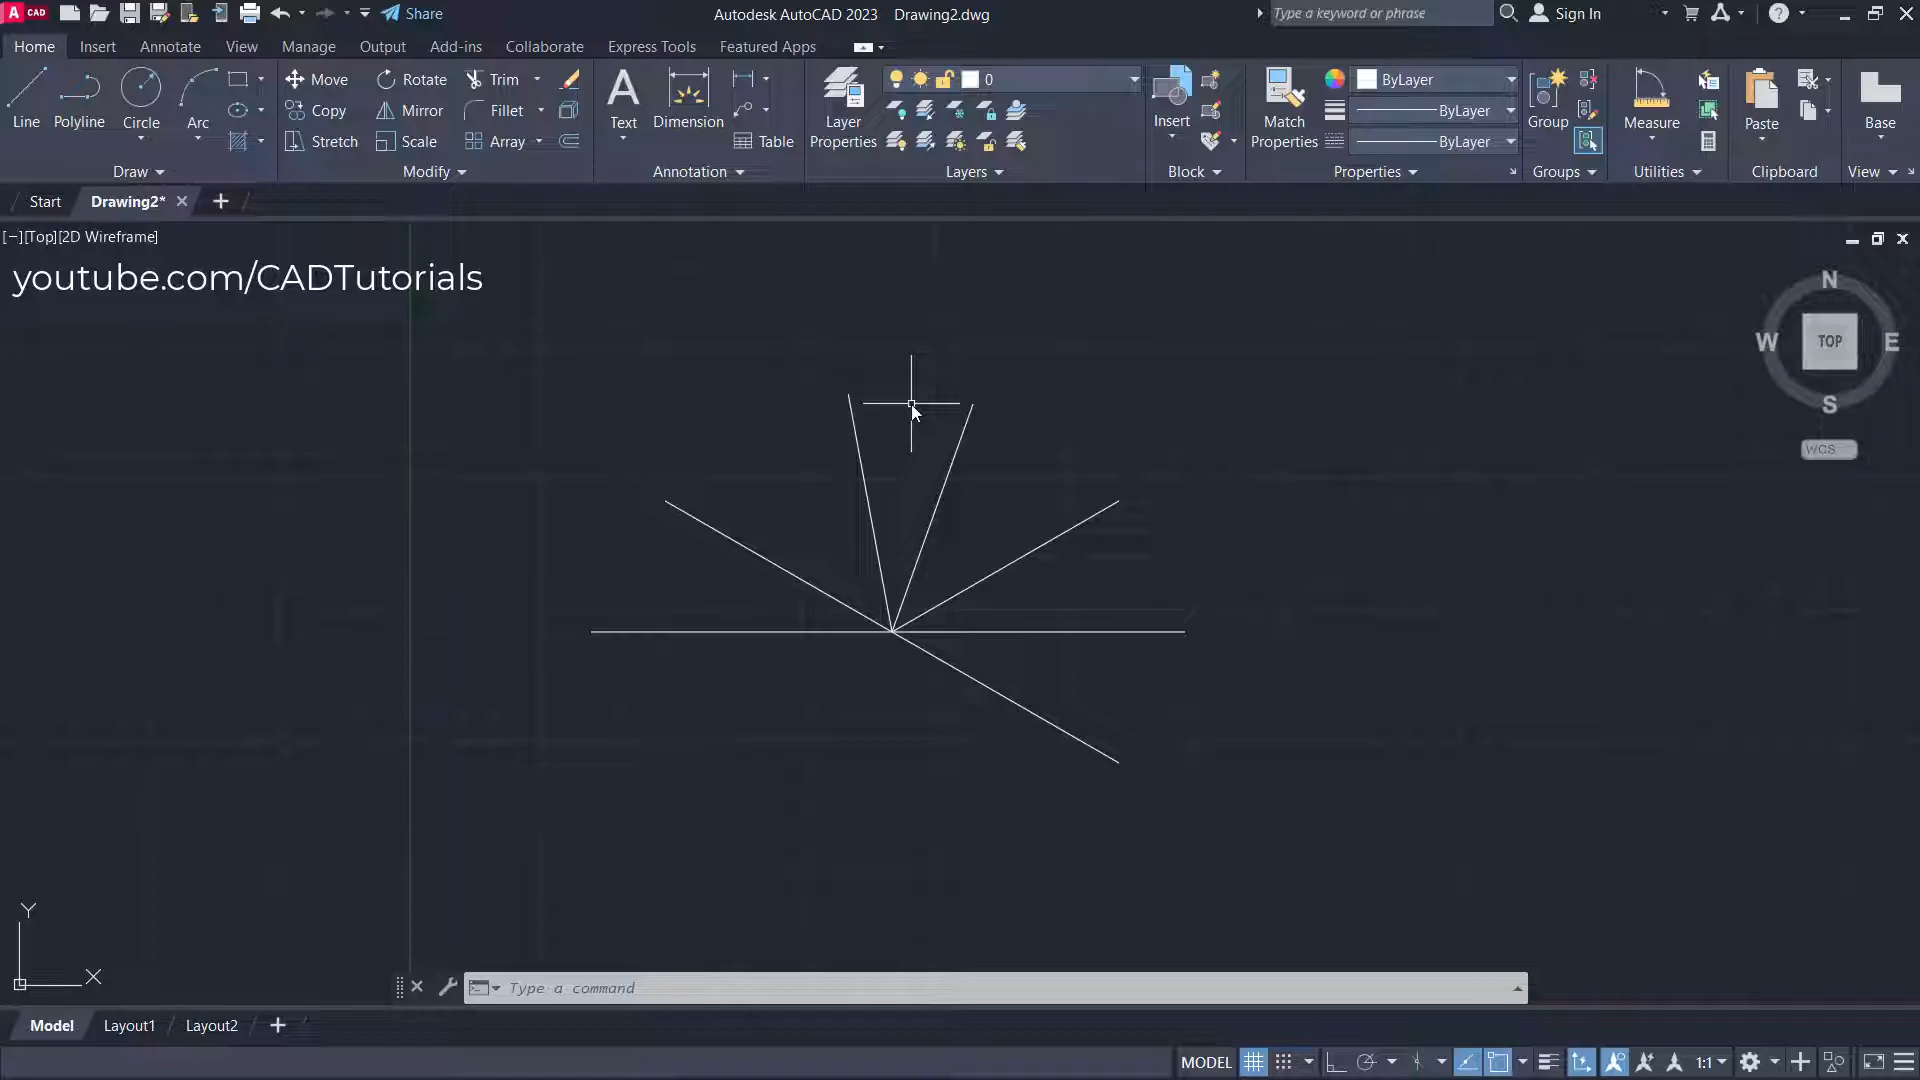 A CAD
Share
Autodesk AutoCAD 2023 Drawing2.dwg
Type a keyword or phrase
Sign In
Home Insert Annotate View Manage Output Add-ins Collaborate Express Tools Featured Apps
Line
Polyline
Circle
Arc
Draw
Move
Rotate
Trim
Copy
Mirror
Fillet
Stretch
Scale
Array
Modify
Text
Dimension
Table
Annotation
Layer
Properties
0
Layers
Insert
Block
Match
Properties
ByLayer
ByLayer
ByLayer
Properties
Group
Groups
Measure
Utilities
Paste
Clipboard
Base
View
Start
Drawing2*
[−][Top][2D Wireframe]
youtube.com/CADTutorials
N
W
TOP
E
S
WCS
Y
X
Type a command
Model
Layout1
Layout2
MODEL
1:1